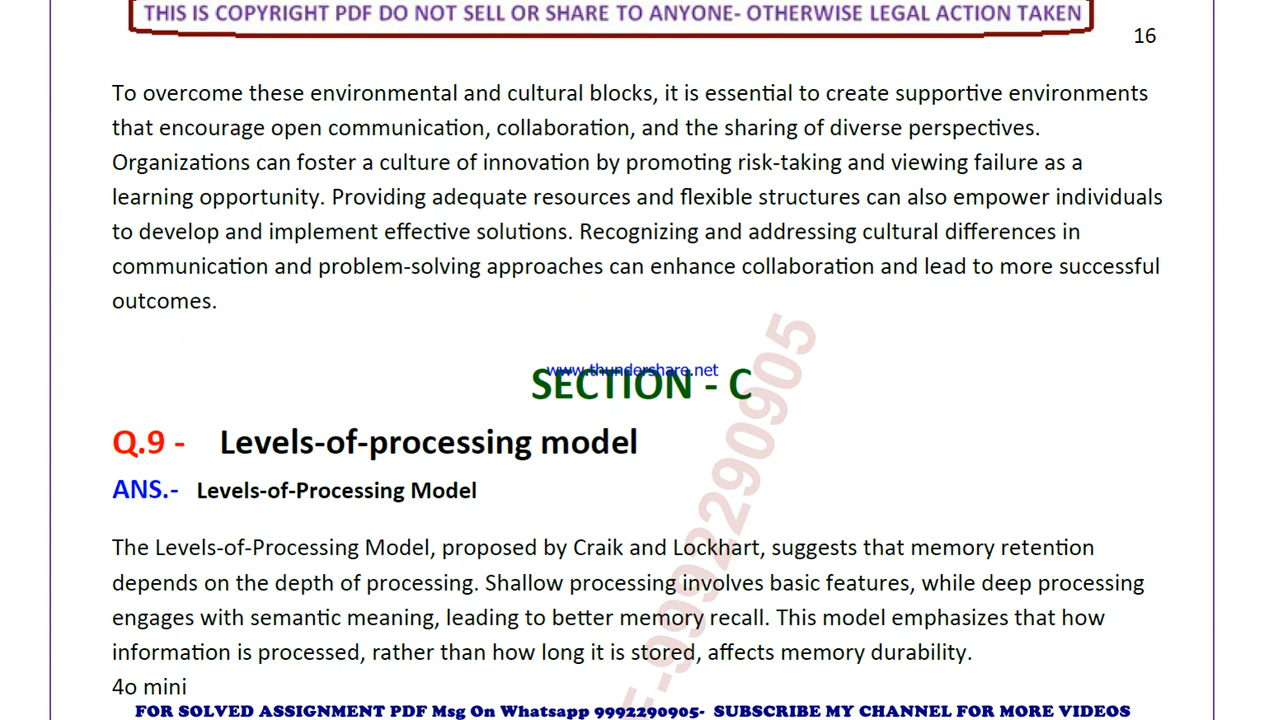 THIS IS COPYRIGHT PDF DO NOT SELL OR SHARE TO ANYONE- OTHERWISE LEGAL ACTION TAKEN
16
To overcome these environmental and cultural blocks, it is essential to create supportive environments
that encourage open communication, collaboration, and the sharing of diverse perspectives.
Organizations can foster a culture of innovation by promoting risk-taking and viewing failure as a
learning opportunity. Providing adequate resources and flexible structures can also empower individuals
to develop and implement effective solutions. Recognizing and addressing cultural differences in
communication and problem-solving approaches can enhance collaboration and lead to more successful
outcomes.
www.thundershare.net
SECTION - C
Q.9 - Levels-of-processing model
ANS.- Levels-of-Processing Model
The Levels-of-Processing Model, proposed by Craik and Lockhart, suggests that memory retention
depends on the depth of processing. Shallow processing involves basic features, while deep processing
engages with semantic meaning, leading to better memory recall. This model emphasizes that how
information is processed, rather than how long it is stored, affects memory durability.
4o mini
-9992290905
FOR SOLVED ASSIGNMENT PDF Msg On Whatsapp 9992290905- SUBSCRIBE MY CHANNEL FOR MORE VIDEOS